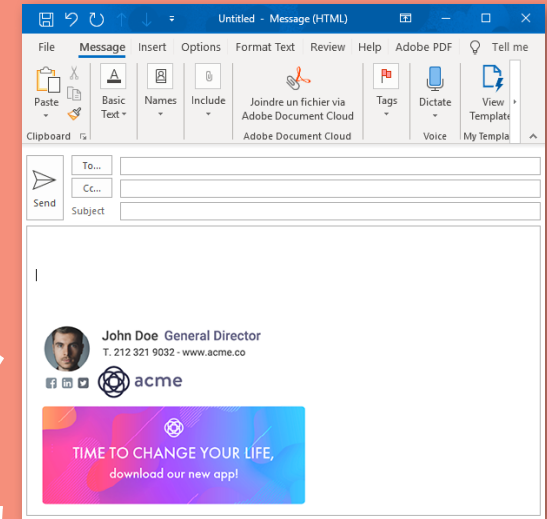 Untitled - Message (HTML)
File Message Insert Options Format Text Review Help Adobe PDF Tell me
Paste
Basic Text
Names
Include
Joindre un fichier via
Adobe Document Cloud
Tags
Dictate
View
Template
Clipboard Adobe Document Cloud Voice My Templa
To...
Cc...
Send
Subject
John Doe General Director
T. 212 321 9032 - www.acme.co
acme
TIME TO CHANGE YOUR LIFE,
download our new app!